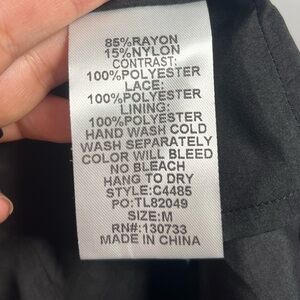 85%RAYON
15%NYLON
CONTRAST:
100%POLYESTER
LACE:
100%POLYESTER
LINING:
100%POLYESTER
HAND WASH COLD
WASH SEPARATELY
COLOR WILL BLEED
NO BLEACH
HANG TO DRY
STYLE:C4485
PO:TL82049
SIZE:M
RN#:130733
MADE IN CHINA